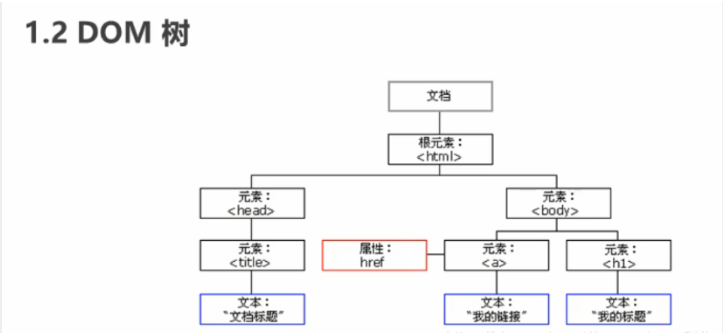 1.2 DOM 树
文档
根元素：
<html>
元素：
<head>
元素：
<body>
元素：
<title>
属性：
href
元素：
<a>
元素：
<h1>
文本：
“文档标题”
文本：
“我的链接”
文本：
“我的标题”